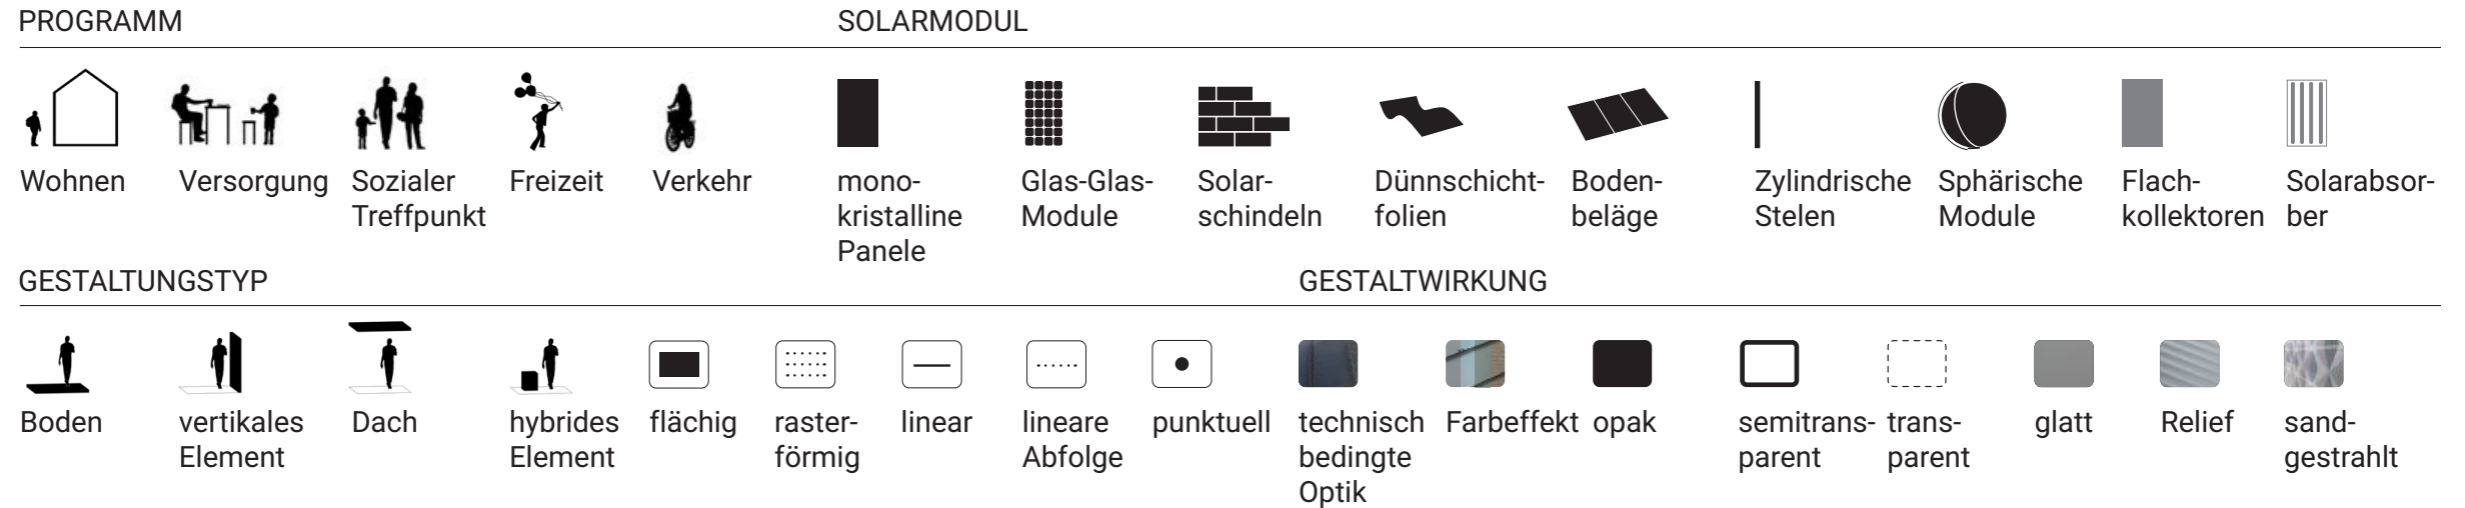 PROGRAMM
SOLARMODUL
Wohnen
Versorgung
Sozialer
Treffpunkt
Freizeit
Verkehr
mono-
kristalline
Panele
Glas-Glas-
Module
Solar-
schindeln
Dünnschicht-
folien
Boden-
beläge
Zylindrische
Stelen
Sphärische
Module
Flach-
kollektoren
Solarabsor-
ber
GESTALTUNGSTYP
GESTALTWIRKUNG
Boden
vertikales
Element
Dach
hybrides
Element
flächig
raster-
förmig
linear
lineare
Abfolge
punktuell
technisch
bedingte
Optik
Farbeffekt
opak
semitrans-
parent
trans-
parent
glatt
Relief
sand-
gestrahlt